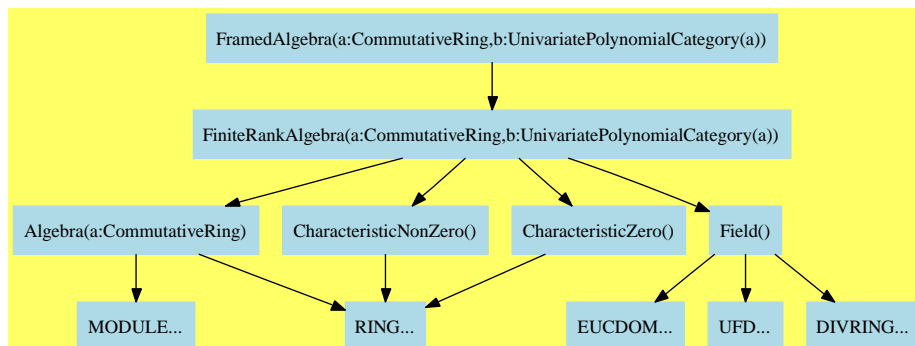 FramedAlgebra(a:CommutativeRing,b:UnivariatePolynomialCategory(a))
FiniteRankAlgebra(a:CommutativeRing,b:UnivariatePolynomialCategory(a))
Algebra(a:CommutativeRing)
CharacteristicNonZero()
CharacteristicZero()
Field()
MODULE...
RING...
EUCDOM...
UFD...
DIVRING...